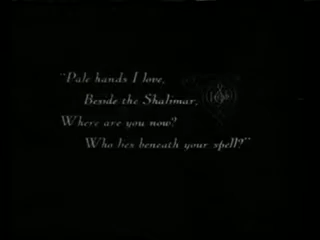 "Pale hands I love,
Beside the Shalimar,
Where are you now?
Who lies beneath your spell?"